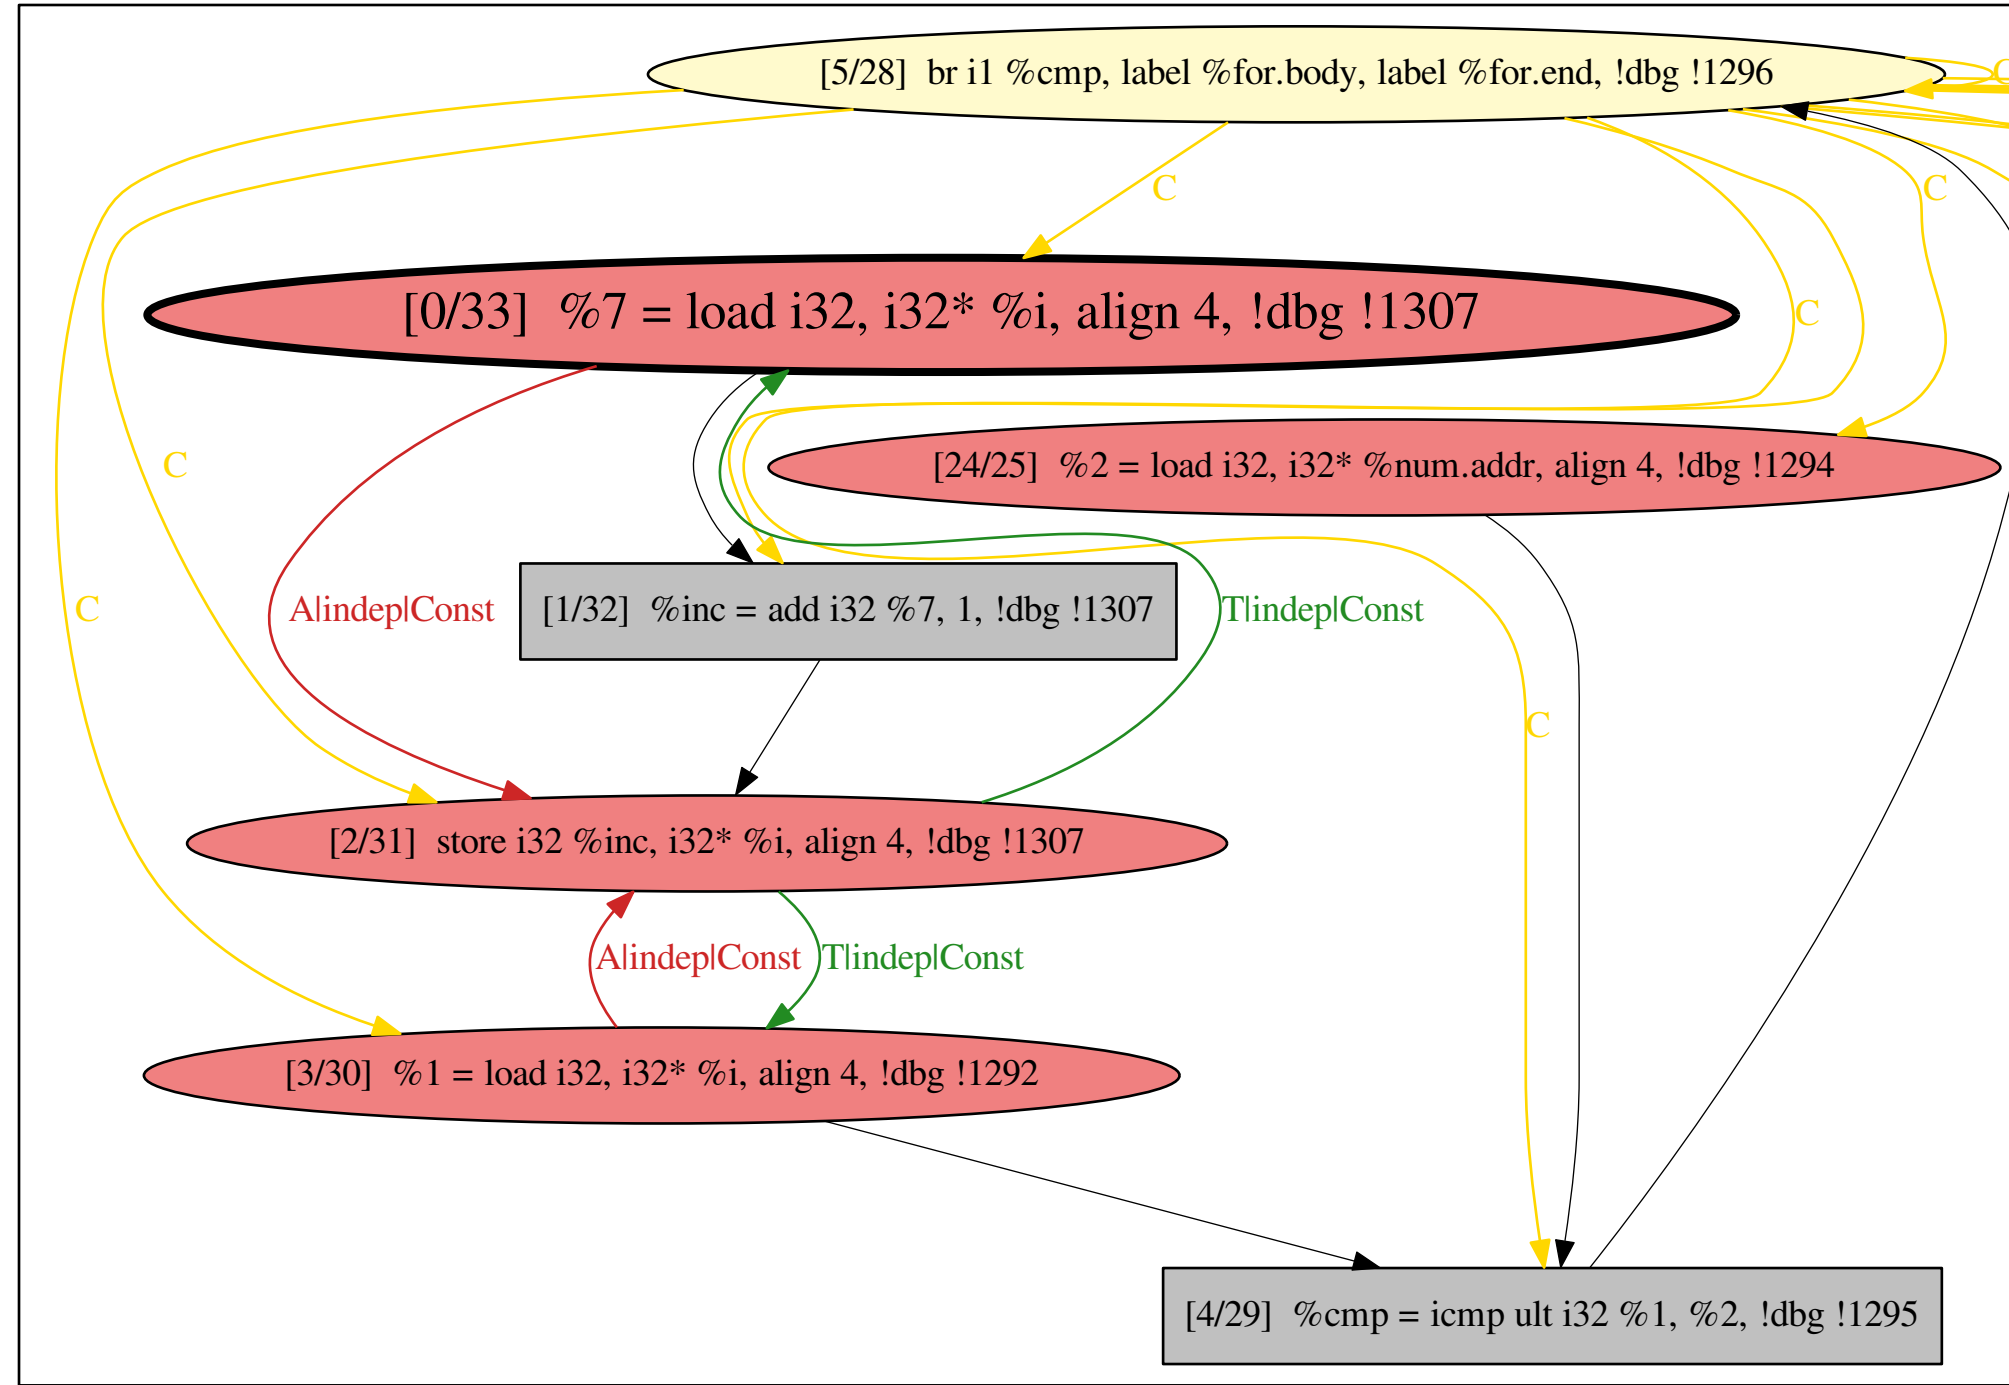 [5/28]  br i1 %cmp, label %for.body, label %for.end, !dbg !1296
C
C
C
[0/33]  %7 = load i32, i32* %i, align 4, !dbg !1307
C
C
[24/25]  %2 = load i32, i32* %num.addr, align 4, !dbg !1294
C
A|indep|Const
[1/32]  %inc = add i32 %7, 1, !dbg !1307
T|indep|Const
C
[2/31]  store i32 %inc, i32* %i, align 4, !dbg !1307
A|indep|Const
T|indep|Const
[3/30]  %1 = load i32, i32* %i, align 4, !dbg !1292
[4/29]  %cmp = icmp ult i32 %1, %2, !dbg !1295